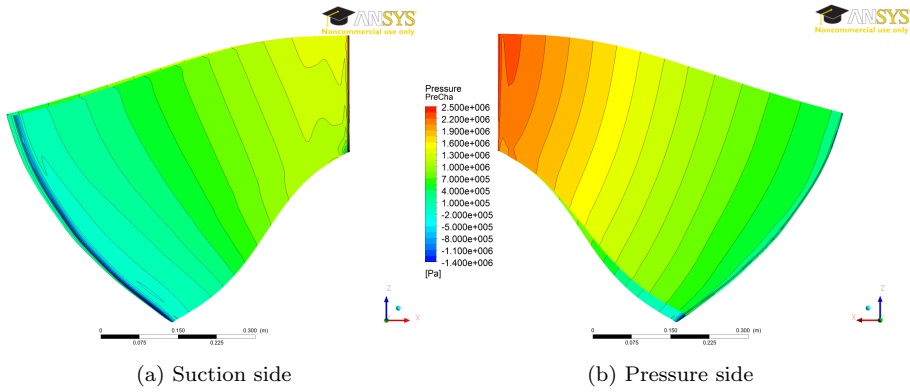 ANSYS
Noncommercial use only
ANSYS
Noncommercial use only
Pressure
PreCha
2.500e+006
2.200e+006
1.900e+006
1.600e+006
1.300e+006
1.000e+006
7.000e+005
4.000e+005
1.000e+005
-2.000e+005
-5.000e+005
-8.000e+005
-1.100e+006
-1.400e+006
[Pa]
Z
X
Z
X
0 0.150 0.300 (m)
0.075 0.225
0 0.150 0.300 (m)
0.075 0.225
(a) Suction side
(b) Pressure side